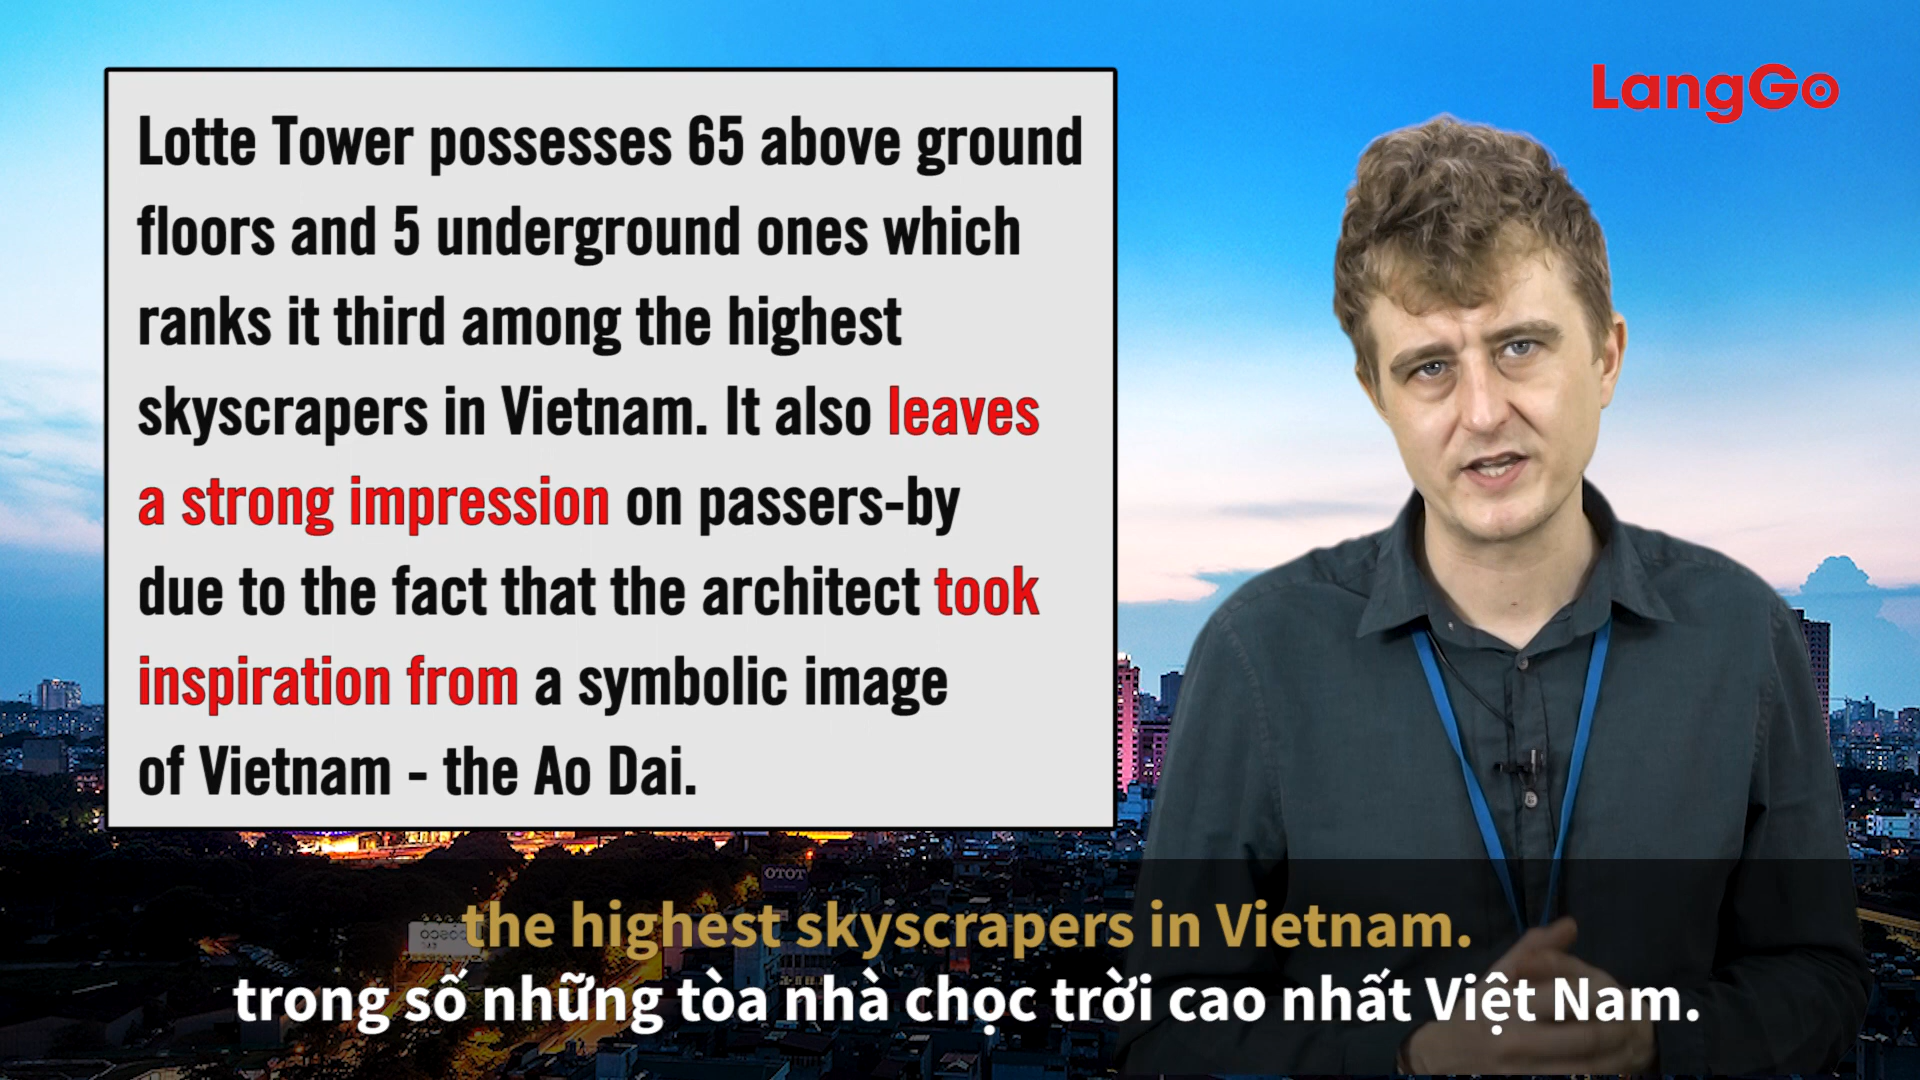 LangGo
Lotte Tower possesses 65 above ground
floors and 5 underground ones which
ranks it third among the highest
skyscrapers in Vietnam. It also leaves
a strong impression on passers-by
due to the fact that the architect took
inspiration from a symbolic image
of Vietnam - the Ao Dai.
OTOT
the highest skyscrapers in Vietnam.
trong số những tòa nhà chọc trời cao nhất Việt Nam.